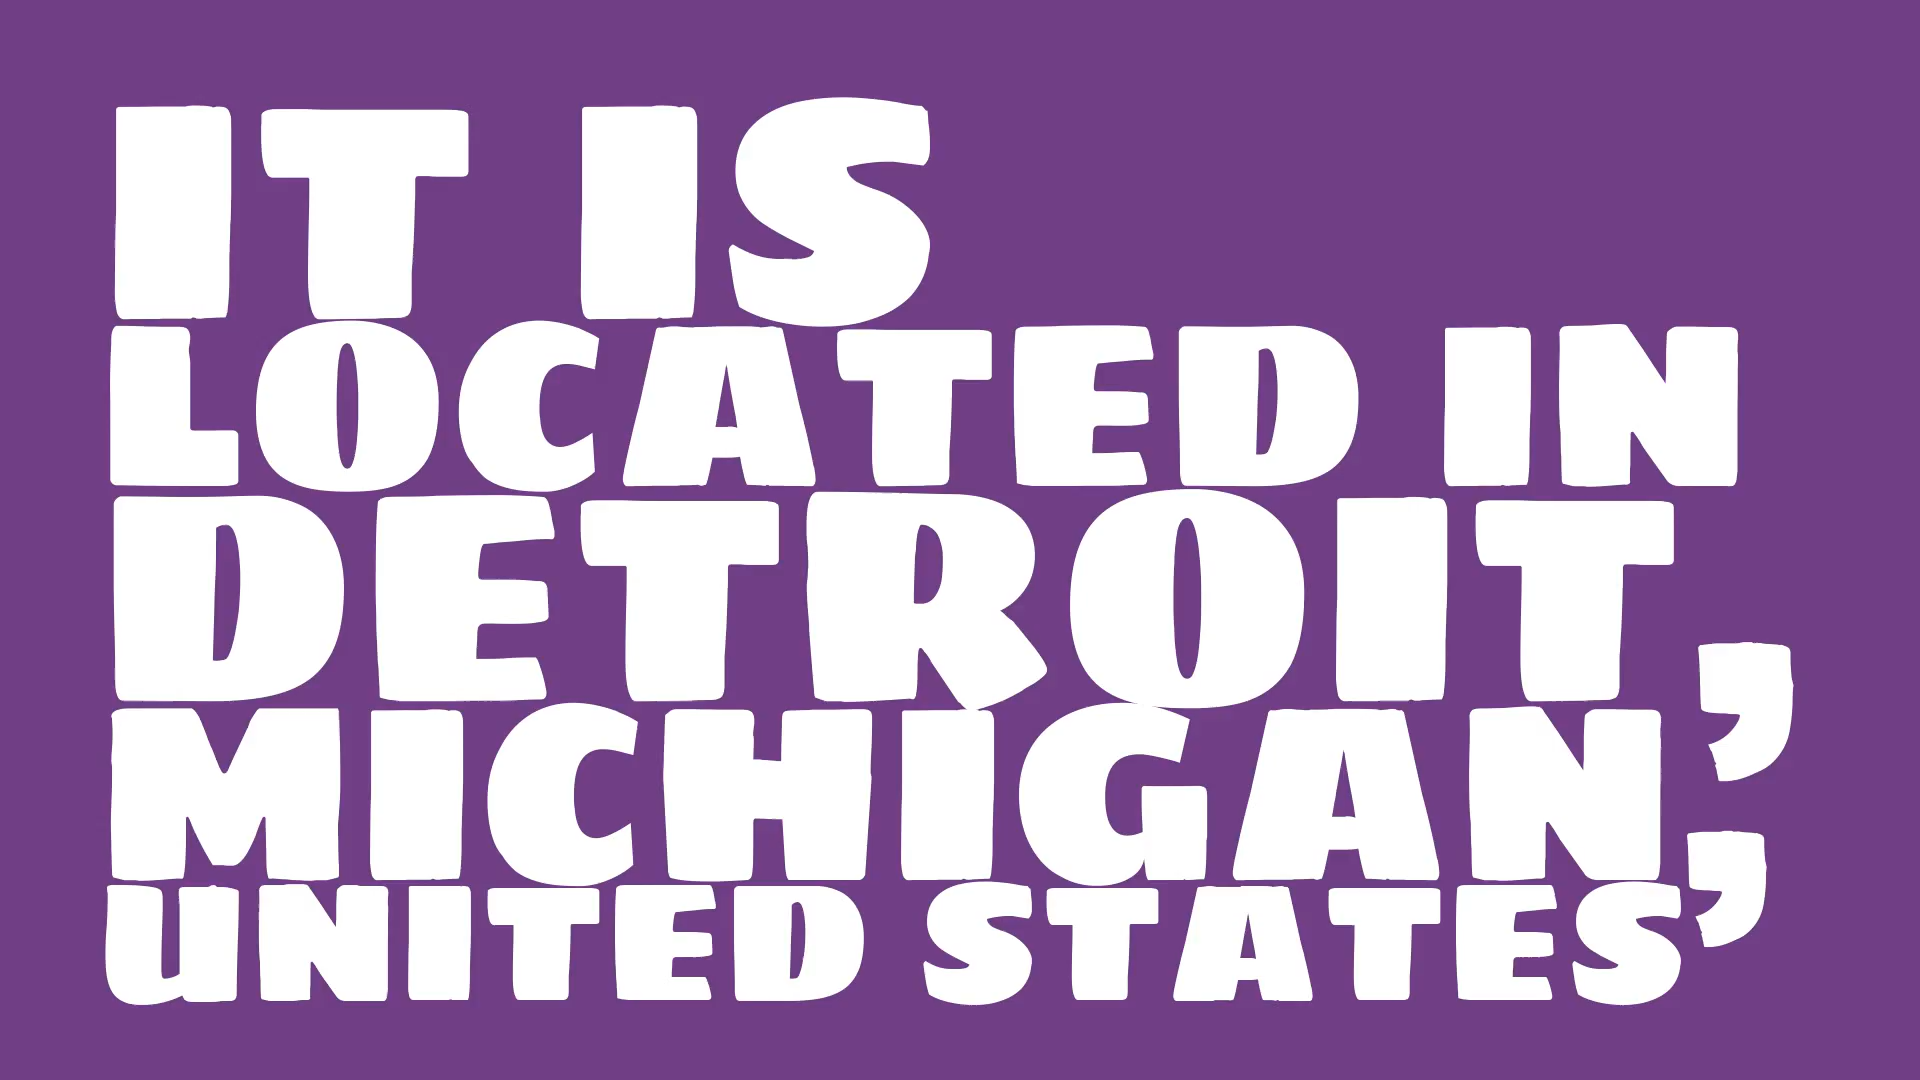 IT IS
LOCATED IN
DETROIT,
MICHIGAN,
UNITED STATES